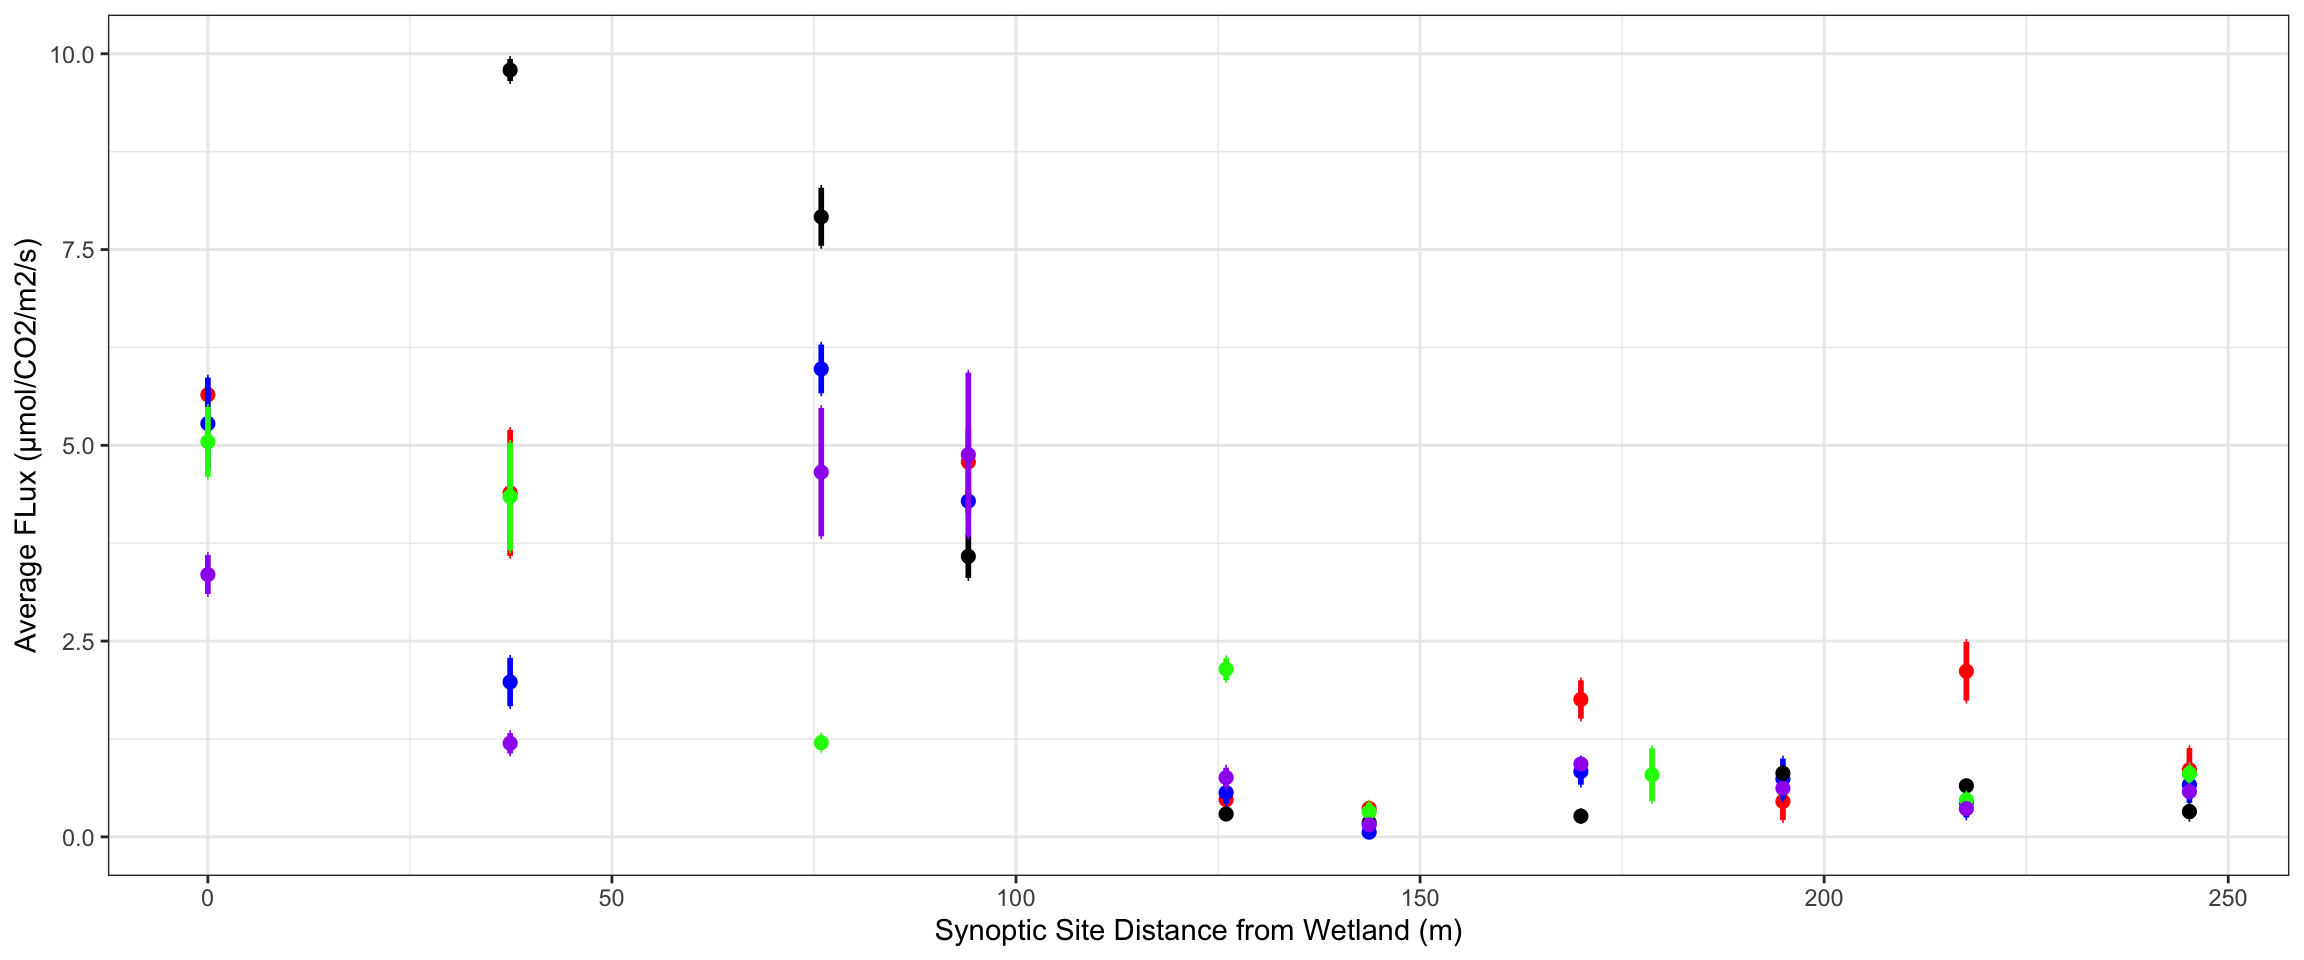 10.0
7.5
5.0
2.5
0.0
Average FLux (μmol/CO2/m2/s)
0 50 100 150 200 250
Synoptic Site Distance from Wetland (m)